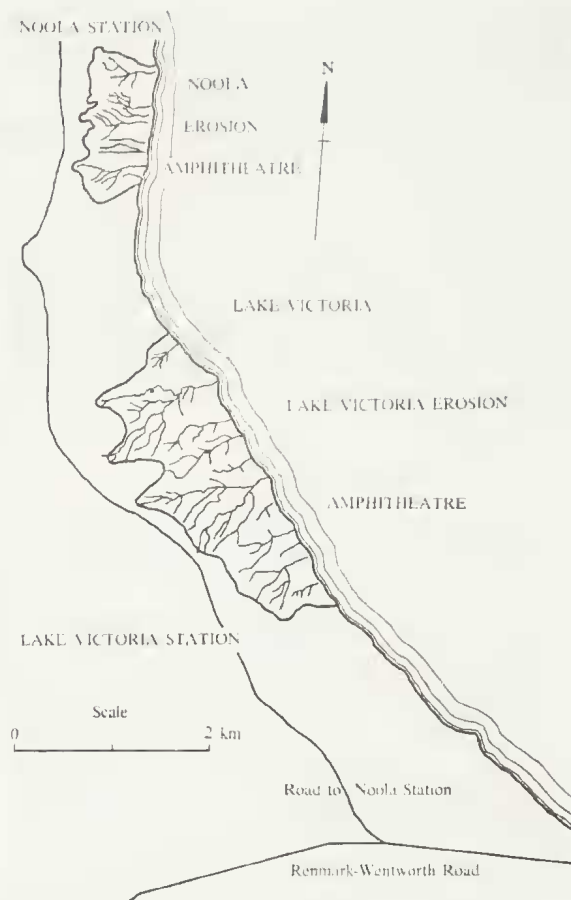 NOOLA STATION
N
NOOLA
EROSION
AMPHITHEATRE
LAKE VICTORIA
LAKE VICTORIA EROSION
AMPHITHEATRE
LAKE VICTORIA STATION
Scale
0 2 km
Road to Noola Station
Renmark-Wentworth Road